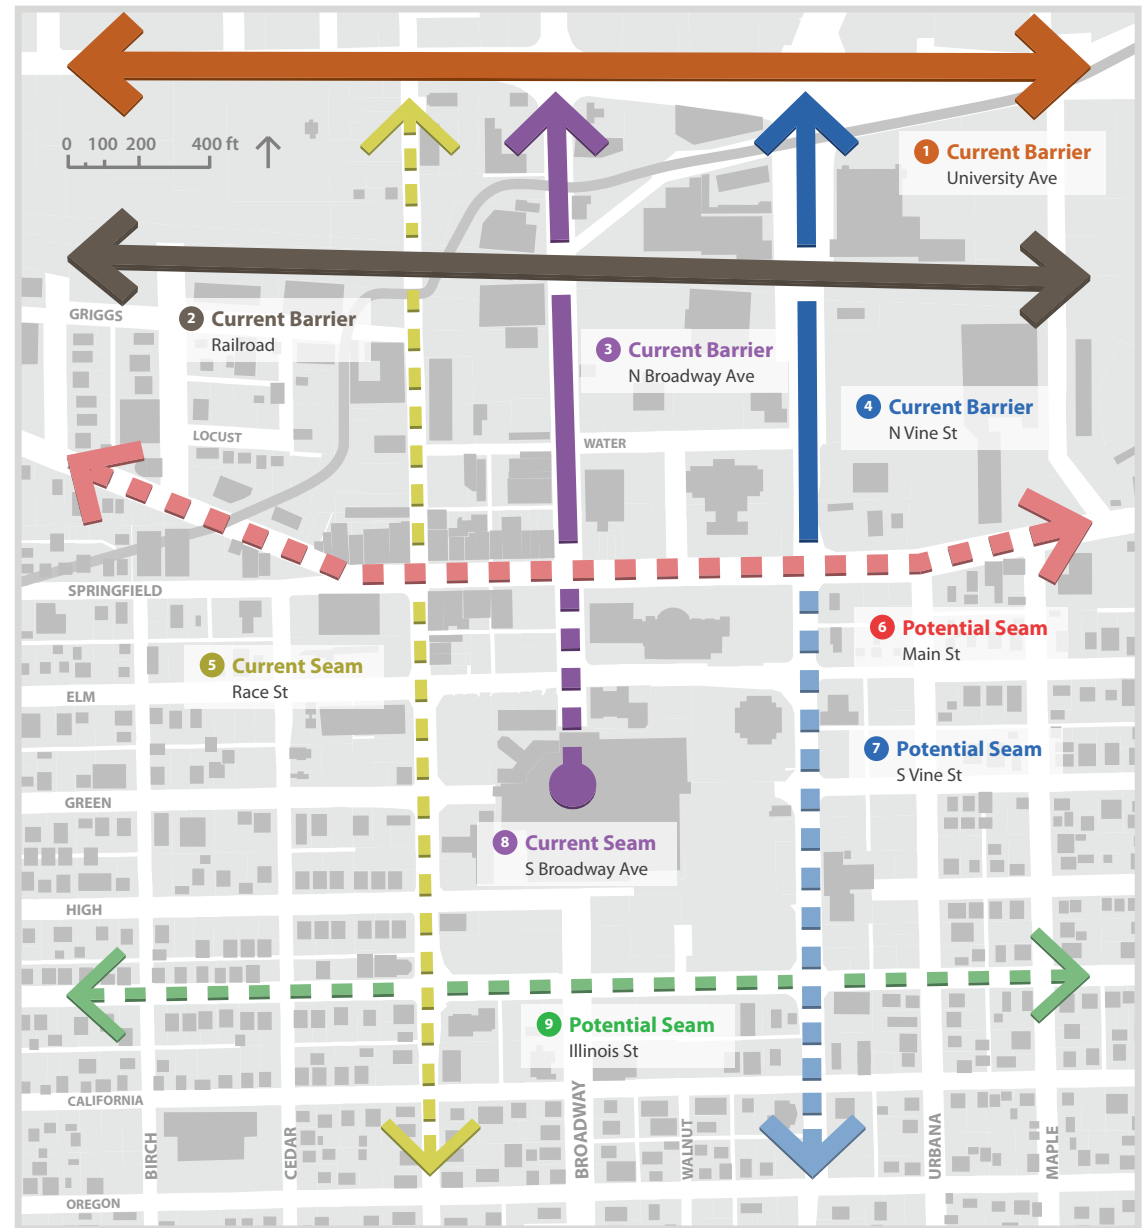 0 100 200 400 ft
1 Current Barrier
University Ave
GRIGGS
2 Current Barrier
Railroad
3 Current Barrier
N Broadway Ave
4 Current Barrier
N Vine St
LOCUST
WATER
SPRINGFIELD
6 Potential Seam
Main St
5 Current Seam
Race St
ELM
7 Potential Seam
S Vine St
GREEN
8 Current Seam
S Broadway Ave
HIGH
9 Potential Seam
Illinois St
CALIFORNIA
BIRCH
CEDAR
BROADWAY
WALNUT
URBANA
MAPLE
OREGON